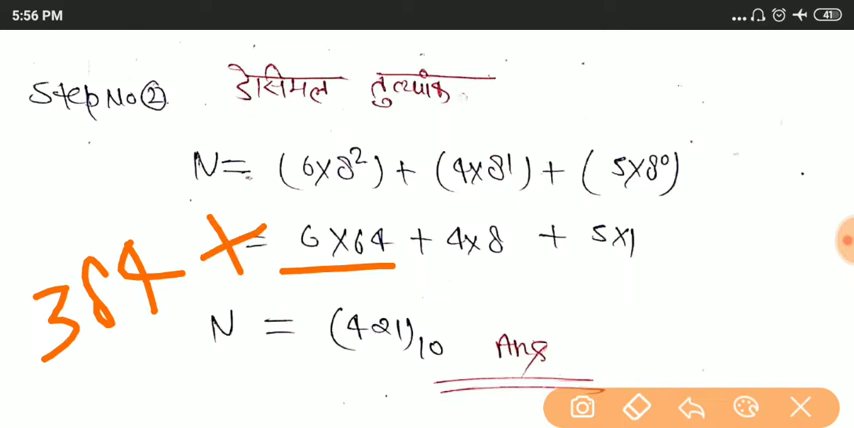 5:56 PM ... 41
Step No ② डेसिमल तुल्यांक
N = (6×8²) + (4×8¹) + (5×8⁰)
= 6×64 + 4×8 + 5×1
384 +
N = (421)₁₀ Ans